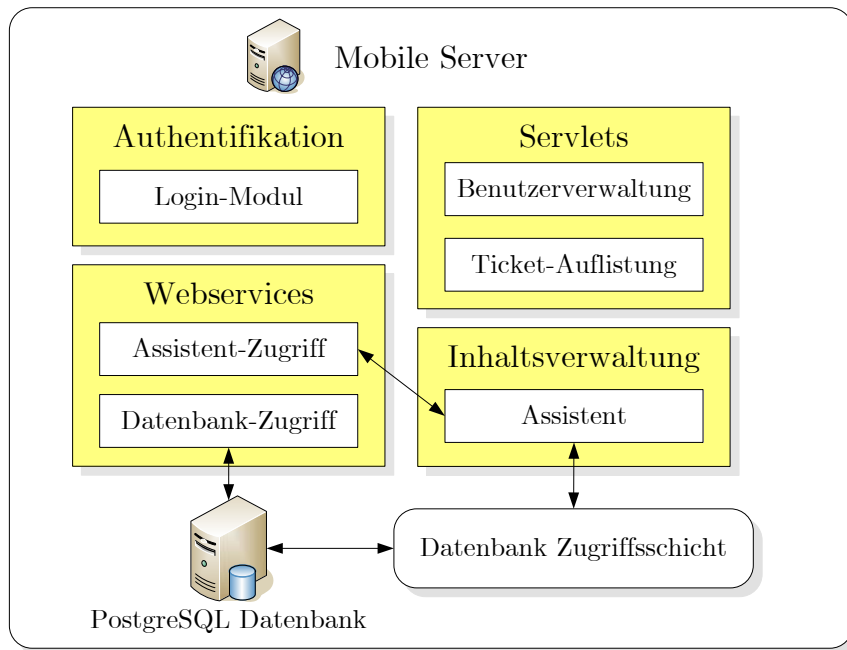 Mobile Server
Authentifikation
Login-Modul
Servlets
Benutzerverwaltung
Ticket-Auflistung
Webservices
Assistent-Zugriff
Datenbank-Zugriff
Inhaltsverwaltung
Assistent
Datenbank Zugriffsschicht
PostgreSQL Datenbank